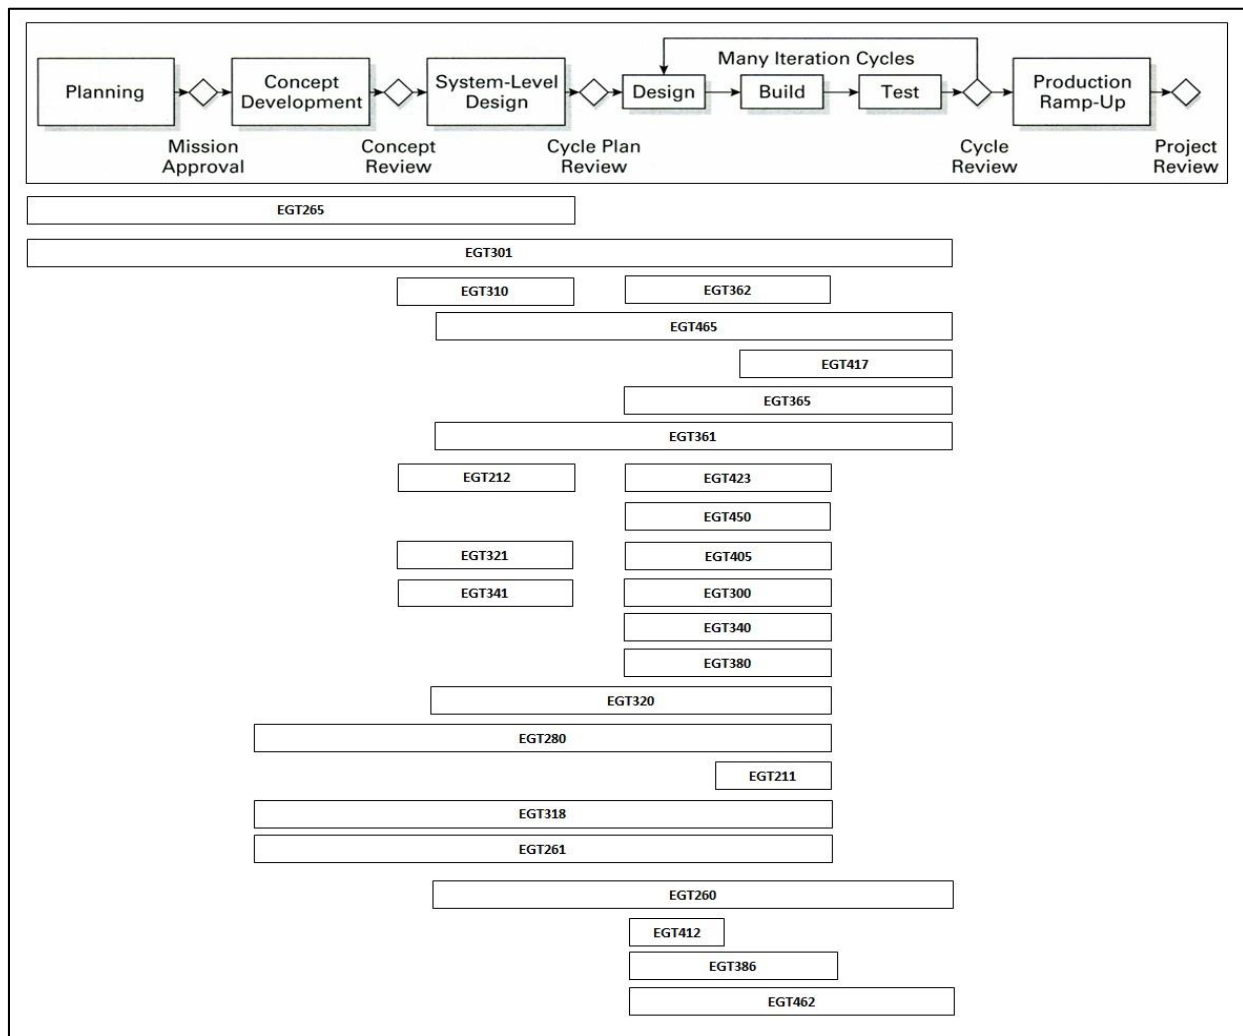 Many Iteration Cycles
Planning
Concept
Development
System-Level
Design
Design
Build
Test
Production
Ramp-Up
Mission
Approval
Concept
Review
Cycle Plan
Review
Cycle
Review
Project
Review
EGT265
EGT301
EGT310
EGT362
EGT465
EGT417
EGT365
EGT361
EGT212
EGT423
EGT450
EGT321
EGT405
EGT341
EGT300
EGT340
EGT380
EGT320
EGT280
EGT211
EGT318
EGT261
EGT260
EGT412
EGT386
EGT462